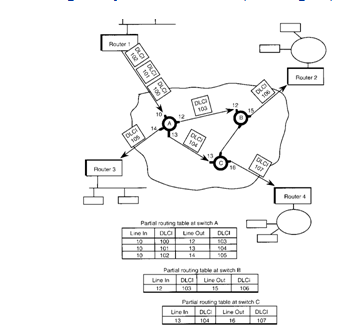 Router 1
DLCI
102
DLCI
101
DLCI
100
DLCI
106
Router 2
DLCI
103
12
B
15
10
12
A
14
13
DLCI
105
DLCI
104
13
C
16
DLCI
107
Router 3
Router 4
Partial routing table at switch A
Line In DLCI Line Out DLCI
10 100 12 103
10 101 13 104
10 102 14 105
Partial routing table at switch B
Line In DLCI Line Out DLCI
12 103 15 106
Partial routing table at switch C
Line In DLCI Line Out DLCI
13 104 16 107